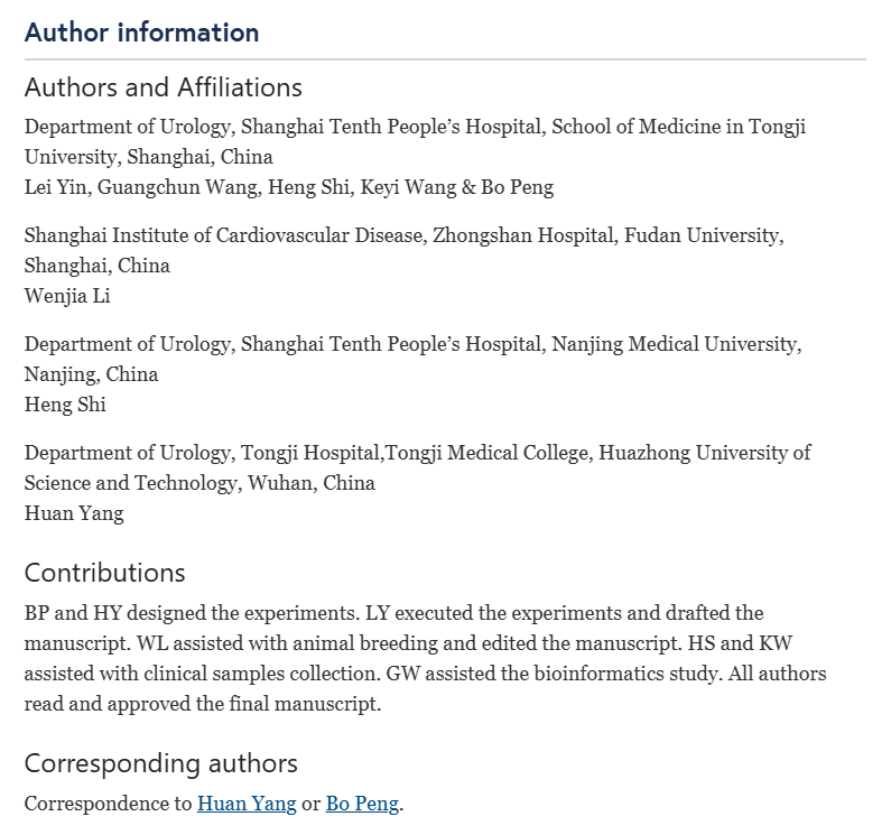 Author information
Authors and Affiliations
Department of Urology, Shanghai Tenth People’s Hospital, School of Medicine in Tongji
University, Shanghai, China
Lei Yin, Guangchun Wang, Heng Shi, Keyi Wang & Bo Peng
Shanghai Institute of Cardiovascular Disease, Zhongshan Hospital, Fudan University,
Shanghai, China
Wenjia Li
Department of Urology, Shanghai Tenth People’s Hospital, Nanjing Medical University,
Nanjing, China
Heng Shi
Department of Urology, Tongji Hospital,Tongji Medical College, Huazhong University of
Science and Technology, Wuhan, China
Huan Yang
Contributions
BP and HY designed the experiments. LY executed the experiments and drafted the
manuscript. WL assisted with animal breeding and edited the manuscript. HS and KW
assisted with clinical samples collection. GW assisted the bioinformatics study. All authors
read and approved the final manuscript.
Corresponding authors
Correspondence to Huan Yang or Bo Peng.